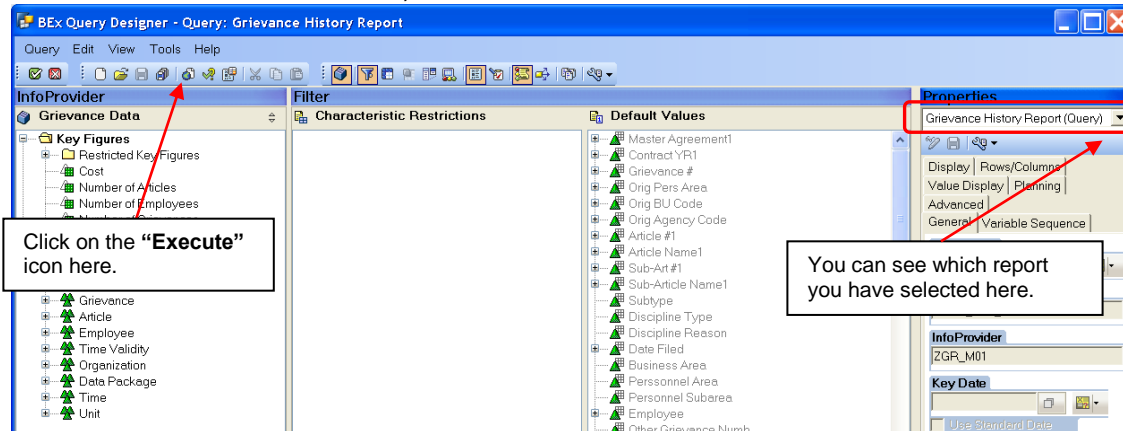 BEx Query Designer - Query: Grievance History Report
Query Edit View Tools Help
InfoProvider
Grievance Data
Key Figures
Restricted Key Figures
Cost
Number of Articles
Number of Employees
Click on the “Execute”
icon here.
Grievance
Article
Employee
Time Validity
Organization
Data Package
Time
Unit
Filter
Characteristic Restrictions
Default Values
Master Agreement1
Contract YR1
Grievance #
Orig Pers Area
Orig BU Code
Orig Agency Code
Article #1
Article Name1
Sub-Art #1
Sub-Article Name1
Subtype
Discipline Type
Discipline Reason
Date Filed
Business Area
Perssonnel Area
Personnel Subarea
Employee
Other Grievance Numb
Properties
Grievance History Report (Query)
Display Rows/Columns
Value Display Planning
Advanced
General Variable Sequence
You can see which report
you have selected here.
InfoProvider
ZGR_M01
Key Date
Use Standard Date